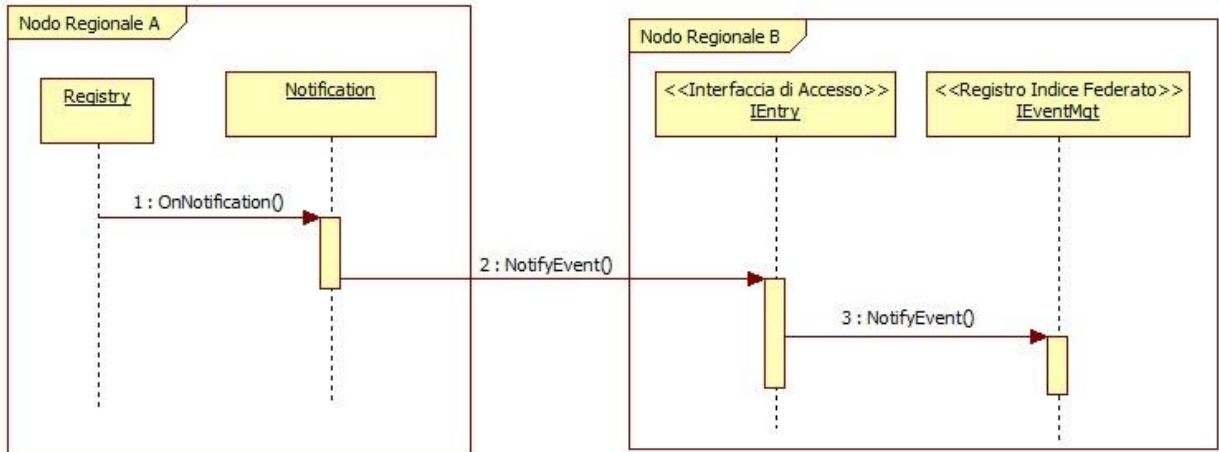 Nodo Regionale A
Nodo Regionale B
Registry
Notification
<<Interfaccia di Accesso>>
IEntry
<<Registro Indice Federato>>
IEventMgt
1 : OnNotification()
2 : NotifyEvent()
3 : NotifyEvent()